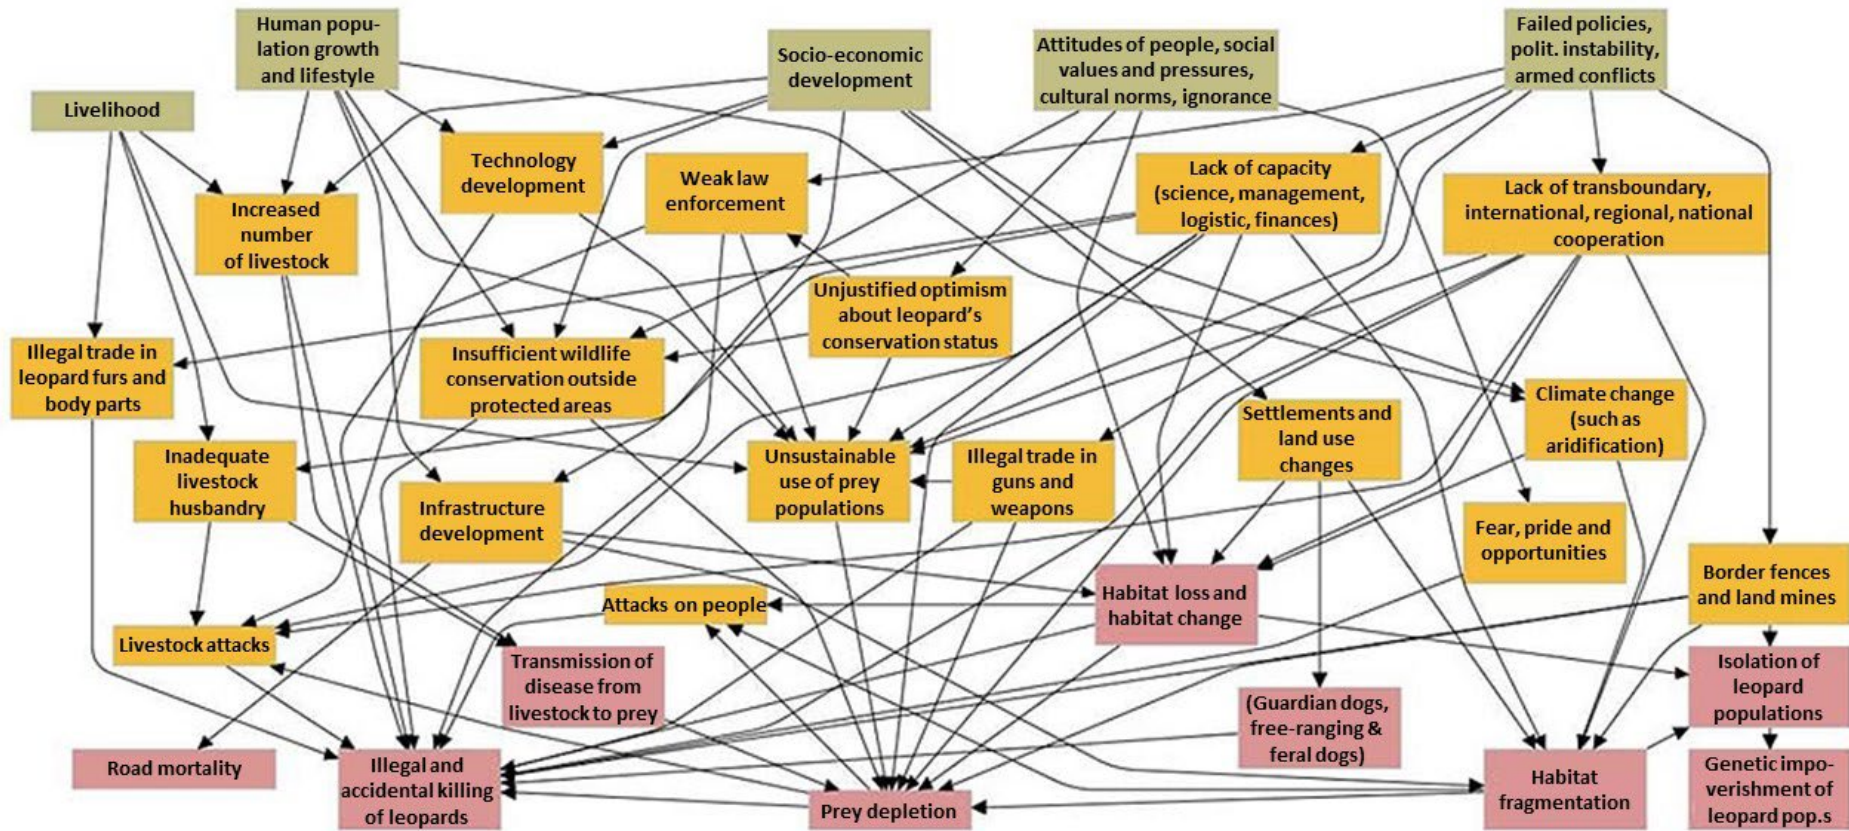 Human popu-
lation growth
and lifestyle
Socio-economic
development
Attitudes of people, social
values and pressures,
cultural norms, ignorance
Failed policies,
polit. instability,
armed conflicts
Livelihood
Technology
development
Weak law
enforcement
Lack of capacity
(science, management,
logistic, finances)
Lack of transboundary,
international, regional, national
cooperation
Increased
number
of livestock
Unjustified optimism
about leopard's
conservation status
Illegal trade in
leopard furs and
body parts
Insufficient wildlife
conservation outside
protected areas
Climate change
(such as
aridification)
Settlements and
land use
changes
Inadequate
livestock
husbandry
Unsustainable
use of prey
populations
Illegal trade in
guns and
weapons
Infrastructure
development
Fear, pride and
opportunities
Border fences
and land mines
Attacks on people
Habitat loss and
habitat change
Livestock attacks
Transmission of
disease from
livestock to prey
Isolation of
leopard
populations
(Guardian dogs,
free-ranging &
feral dogs)
Road mortality
Illegal and
accidental killing
of leopards
Prey depletion
Habitat
fragmentation
Genetic impo-
verishment of
leopard pop.s